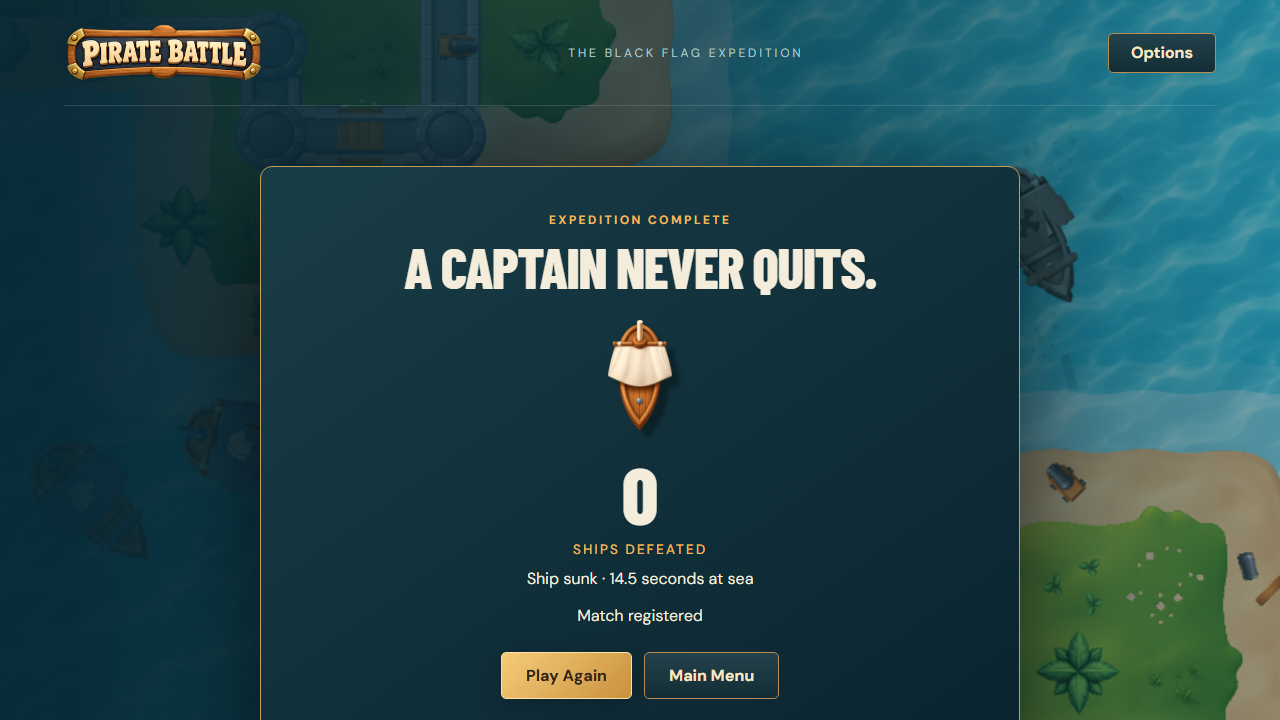 PIRATE BATTLE
THE BLACK FLAG EXPEDITION
Options
EXPEDITION COMPLETE
A CAPTAIN NEVER QUITS.
0
SHIPS DEFEATED
Ship sunk · 14.5 seconds at sea
Match registered
Play Again
Main Menu